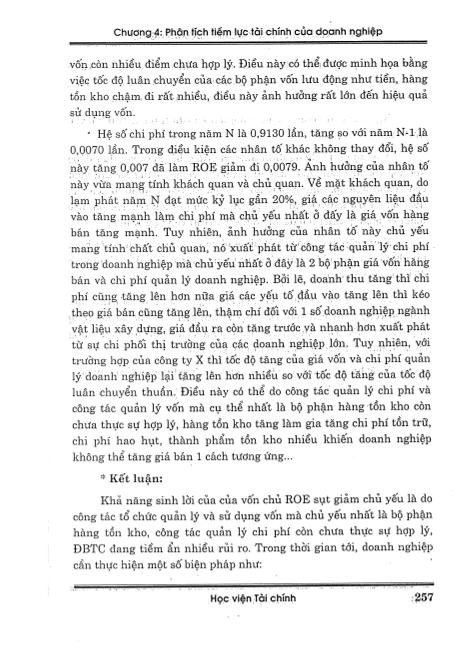 Chương 4: Phân tích tiềm lực tài chính của doanh nghiệp
vốn còn nhiều điểm chưa hợp lý. Điều này có thể được minh họa bằng
việc tốc độ luân chuyển của các bộ phận vốn lưu động như tiền, hàng
tồn kho chậm đi rất nhiều, điều này ảnh hưởng rất lớn đến hiệu quả
sử dụng vốn.
* Hệ số chi phí trong năm N là 0,9130 lần, tăng so với năm N-1 là
0,0070 lần. Trong điều kiện các nhân tố khác không thay đổi, hệ số
này tăng 0,007 đã làm ROE giảm đi 0,0079. Ảnh hưởng của nhân tố
này vừa mang tính khách quan và chủ quan. Về mặt khách quan, do
lạm phát năm N đạt mức kỷ lục gần 20%, giá các nguyên liệu đầu
vào tăng mạnh làm chi phí mà chủ yếu nhất ở đấy là giá vốn hàng
bán tăng mạnh. Tuy nhiên, ảnh hưởng của nhân tố này chủ yếu
mang tính chất chủ quan, nó xuất phát từ công tác quản lý chi phí
trong doanh nghiệp mà chủ yếu nhất ở đây là 2 bộ phận giá vốn hàng
bán và chi phí quản lý doanh nghiệp. Bởi lẽ, doanh thu tăng thì chi
phí cũng tăng lên hơn nữa giá các yếu tố đầu vào tăng lên thì kéo
theo giá bán cũng tăng lên, thậm chí đối với 1 số doanh nghiệp ngành
vật liệu xây dựng, giá đầu ra còn tăng trước và nhanh hơn xuất phát
từ sự chi phối thị trường của các doanh nghiệp lớn. Tuy nhiên, với
trường hợp của công ty X thì tốc độ tăng của giá vốn và chi phí quản
lý doanh nghiệp lại tăng lên hơn nhiều so với tốc độ tăng của tốc độ
luân chuyển thuần. Điều này có thể do công tác quản lý chi phí và
công tác quản lý vốn mà cụ thể nhất là bộ phận hàng tồn kho còn
chưa thực sự hợp lý, hàng tồn kho tăng làm gia tăng chi phí tồn trữ,
chi phí hao hụt, thành phẩm tồn kho nhiều khiến doanh nghiệp
không thể tăng giá bán 1 cách tương ứng...
* Kết luận:
Khả năng sinh lời của của vốn chủ ROE sụt giảm chủ yếu là do
công tác tổ chức quản lý và sử dụng vốn mà chủ yếu nhất là bộ phận
hàng tồn kho, công tác quản lý chi phí còn chưa thực sự hợp lý,
ĐBTC đang tiềm ẩn nhiều rủi ro. Trong thời gian tới, doanh nghiệp
cần thực hiện một số biện pháp như:
Học viện Tài chính 257